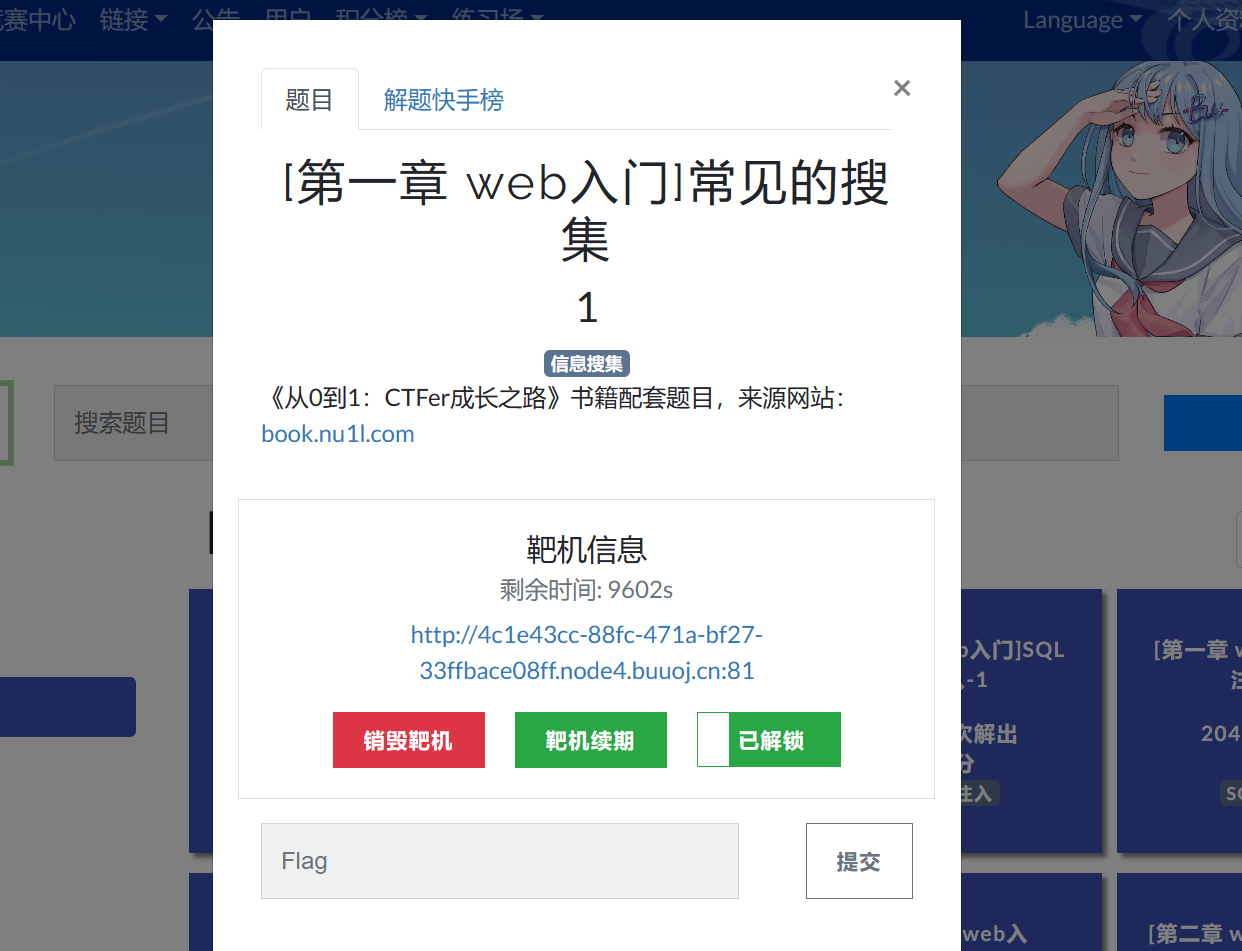 竞赛中心 链接 公告 用户 积分榜 练习场 Language 个人资
题目 解题快手榜 ×
[第一章 web入门]常见的搜
集
1
信息搜集
《从0到1：CTFer成长之路》书籍配套题目，来源网站：
book.nu1l.com
搜索题目
靶机信息
剩余时间: 9602s
http://4c1e43cc-88fc-471a-bf27-
33ffbace08ff.node4.buuoj.cn:81
销毁靶机 靶机续期 已解锁
Flag 提交
入门]SQL
-1
次解出
分
注入
[第一章
注
204
web入
[第二章